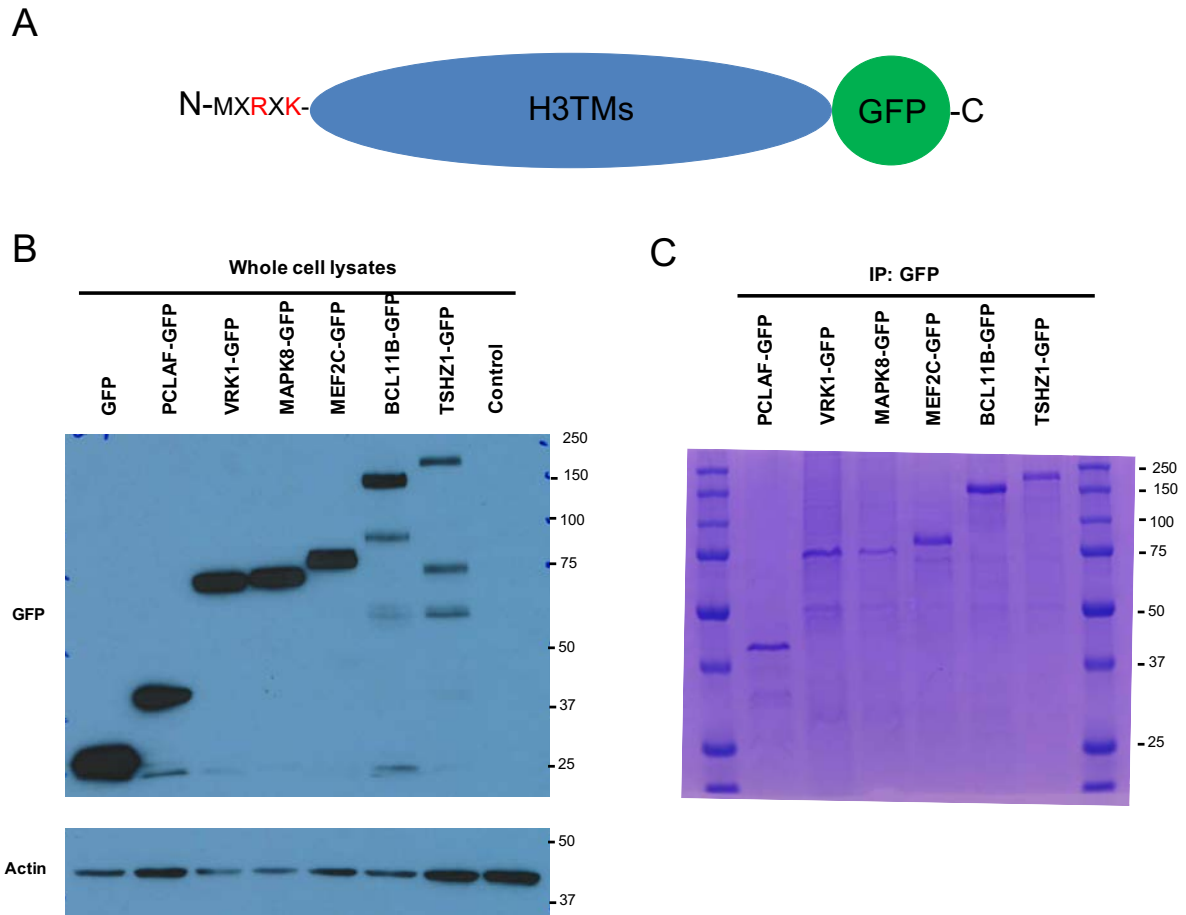 A
N-MXRXK-
H3TMs
GFP
-C
B
Whole cell lysates
GFP
PCLAF-GFP
VRK1-GFP
MAPK8-GFP
MEF2C-GFP
BCL11B-GFP
TSHZ1-GFP
Control
250
150
100
75
50
37
25
GFP
50
Actin
37
C
IP: GFP
PCLAF-GFP
VRK1-GFP
MAPK8-GFP
MEF2C-GFP
BCL11B-GFP
TSHZ1-GFP
250
150
100
75
50
37
25